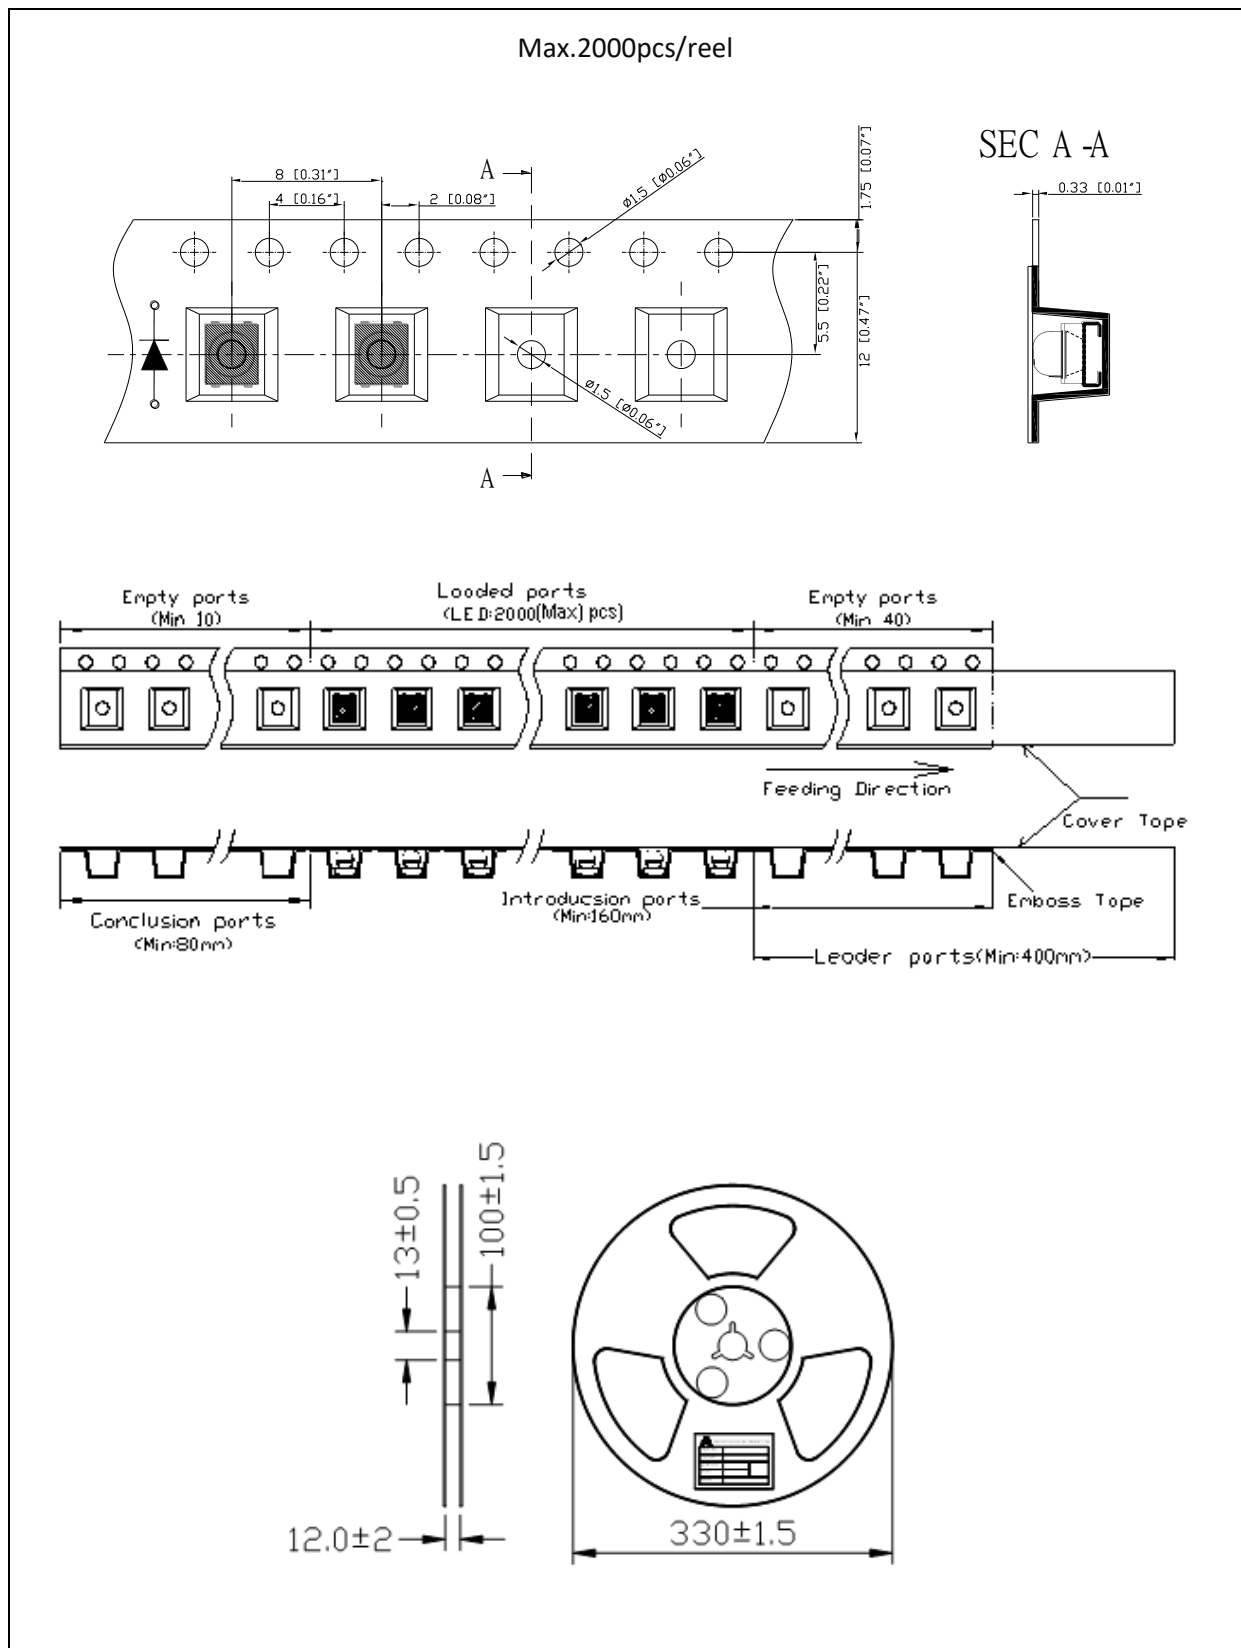 Max.2000pcs/reel
SEC A -A
8 [0.31"]
4 [0.16"]
2 [0.08"]
A
ø1.5 [ø0.06"]
1.75 [0.07"]
0.33 [0.01"]
5.5 [0.22"]
12 [0.47"]
ø1.5 [ø0.06"]
A
Empty ports
(Min 10)
Looded ports
(LED:2000(Max) pcs)
Empty ports
(Min 40)
Feeding Direction
Cover Tope
Introducsion ports
(Min:160mm)
Emboss Tope
Conclusion ports
(Min:80mm)
Leoder ports(Min:400mm)
13±0.5
100±1.5
12.0±2
330±1.5